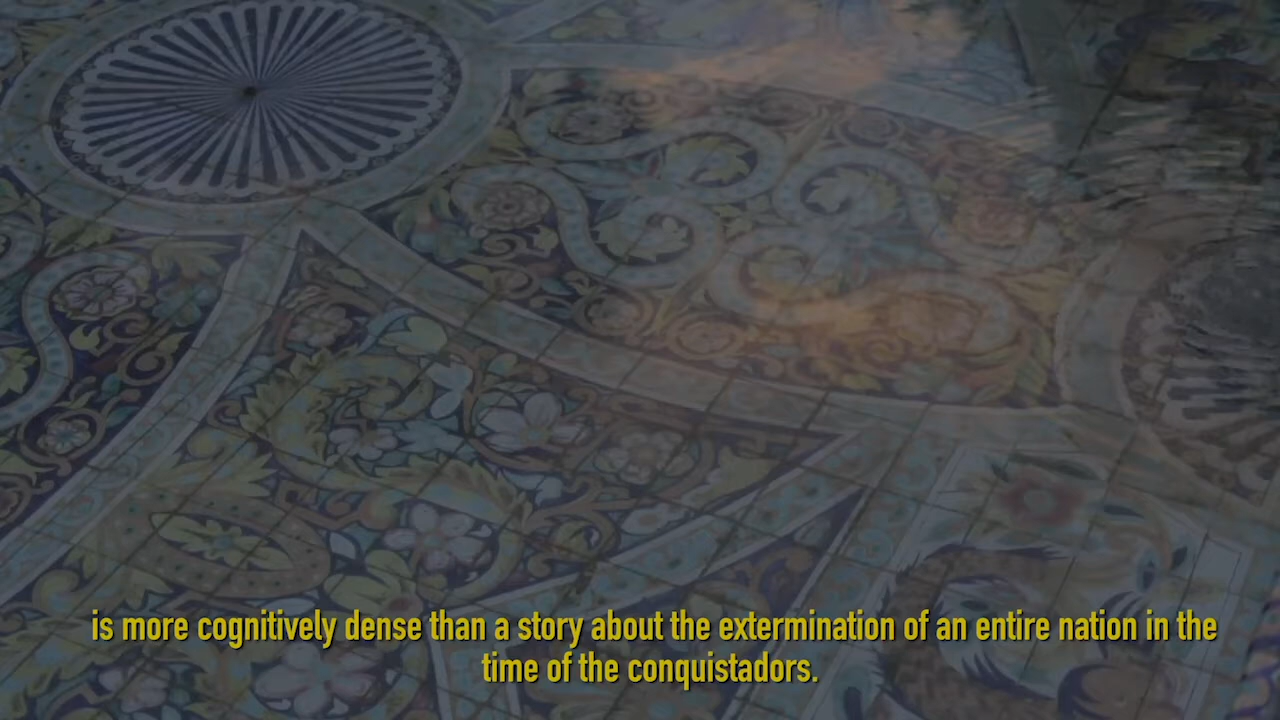 is more cognitively dense than a story about the extermination of an entire nation in the
time of the conquistadors.